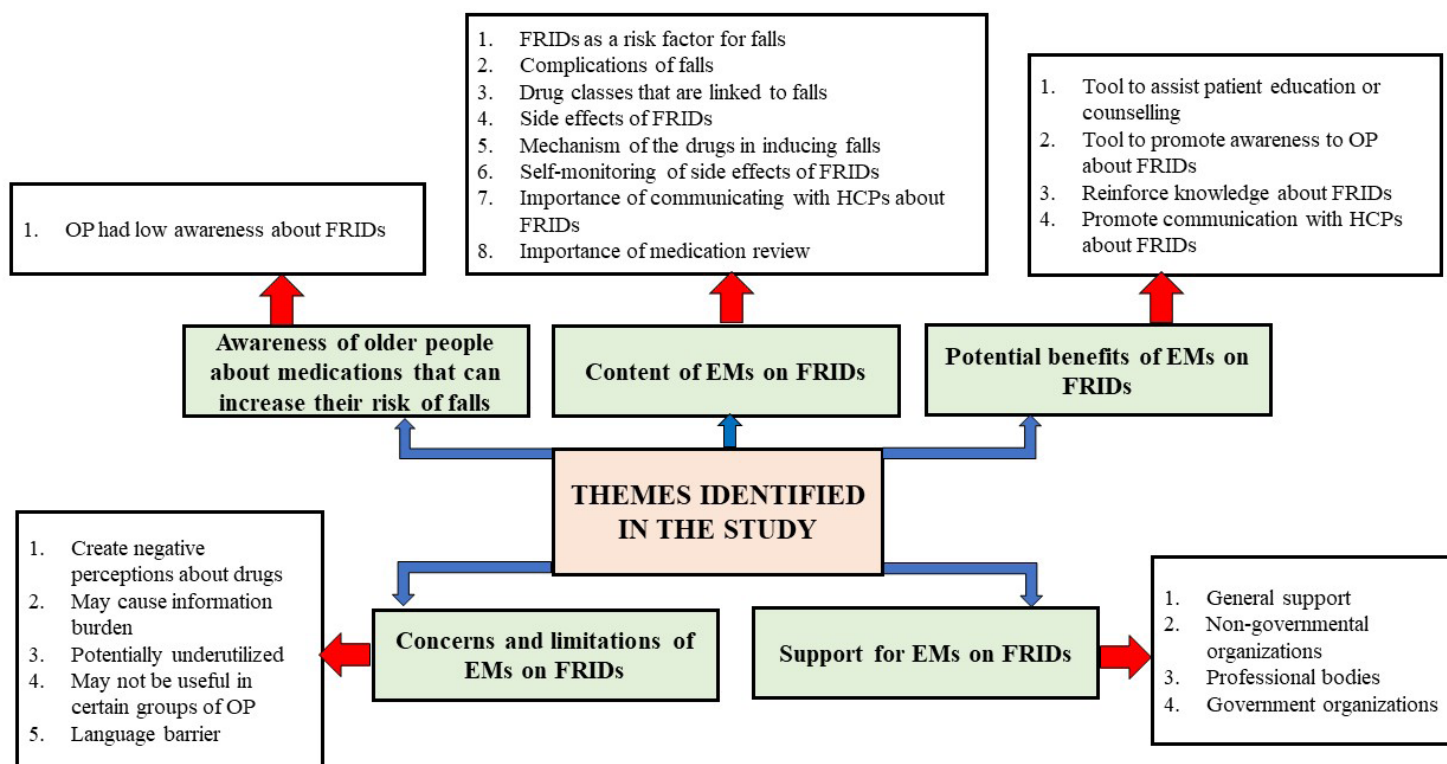 1. FRIDs as a risk factor for falls
2. Complications of falls
3. Drug classes that are linked to falls
4. Side effects of FRIDs
5. Mechanism of the drugs in inducing falls
6. Self-monitoring of side effects of FRIDs
7. Importance of communicating with HCPs about
FRIDs
8. Importance of medication review
1. Tool to assist patient education or
counselling
2. Tool to promote awareness to OP
about FRIDs
3. Reinforce knowledge about FRIDs
4. Promote communication with HCPs
about FRIDs
1. OP had low awareness about FRIDs
Awareness of older people
about medications that can
increase their risk of falls
Content of EMs on FRIDs
Potential benefits of EMs on
FRIDs
THEMES IDENTIFIED
IN THE STUDY
1. Create negative
perceptions about drugs
2. May cause information
burden
3. Potentially underutilized
4. May not be useful in
certain groups of OP
5. Language barrier
Concerns and limitations of
EMs on FRIDs
Support for EMs on FRIDs
1. General support
2. Non-governmental
organizations
3. Professional bodies
4. Government organizations